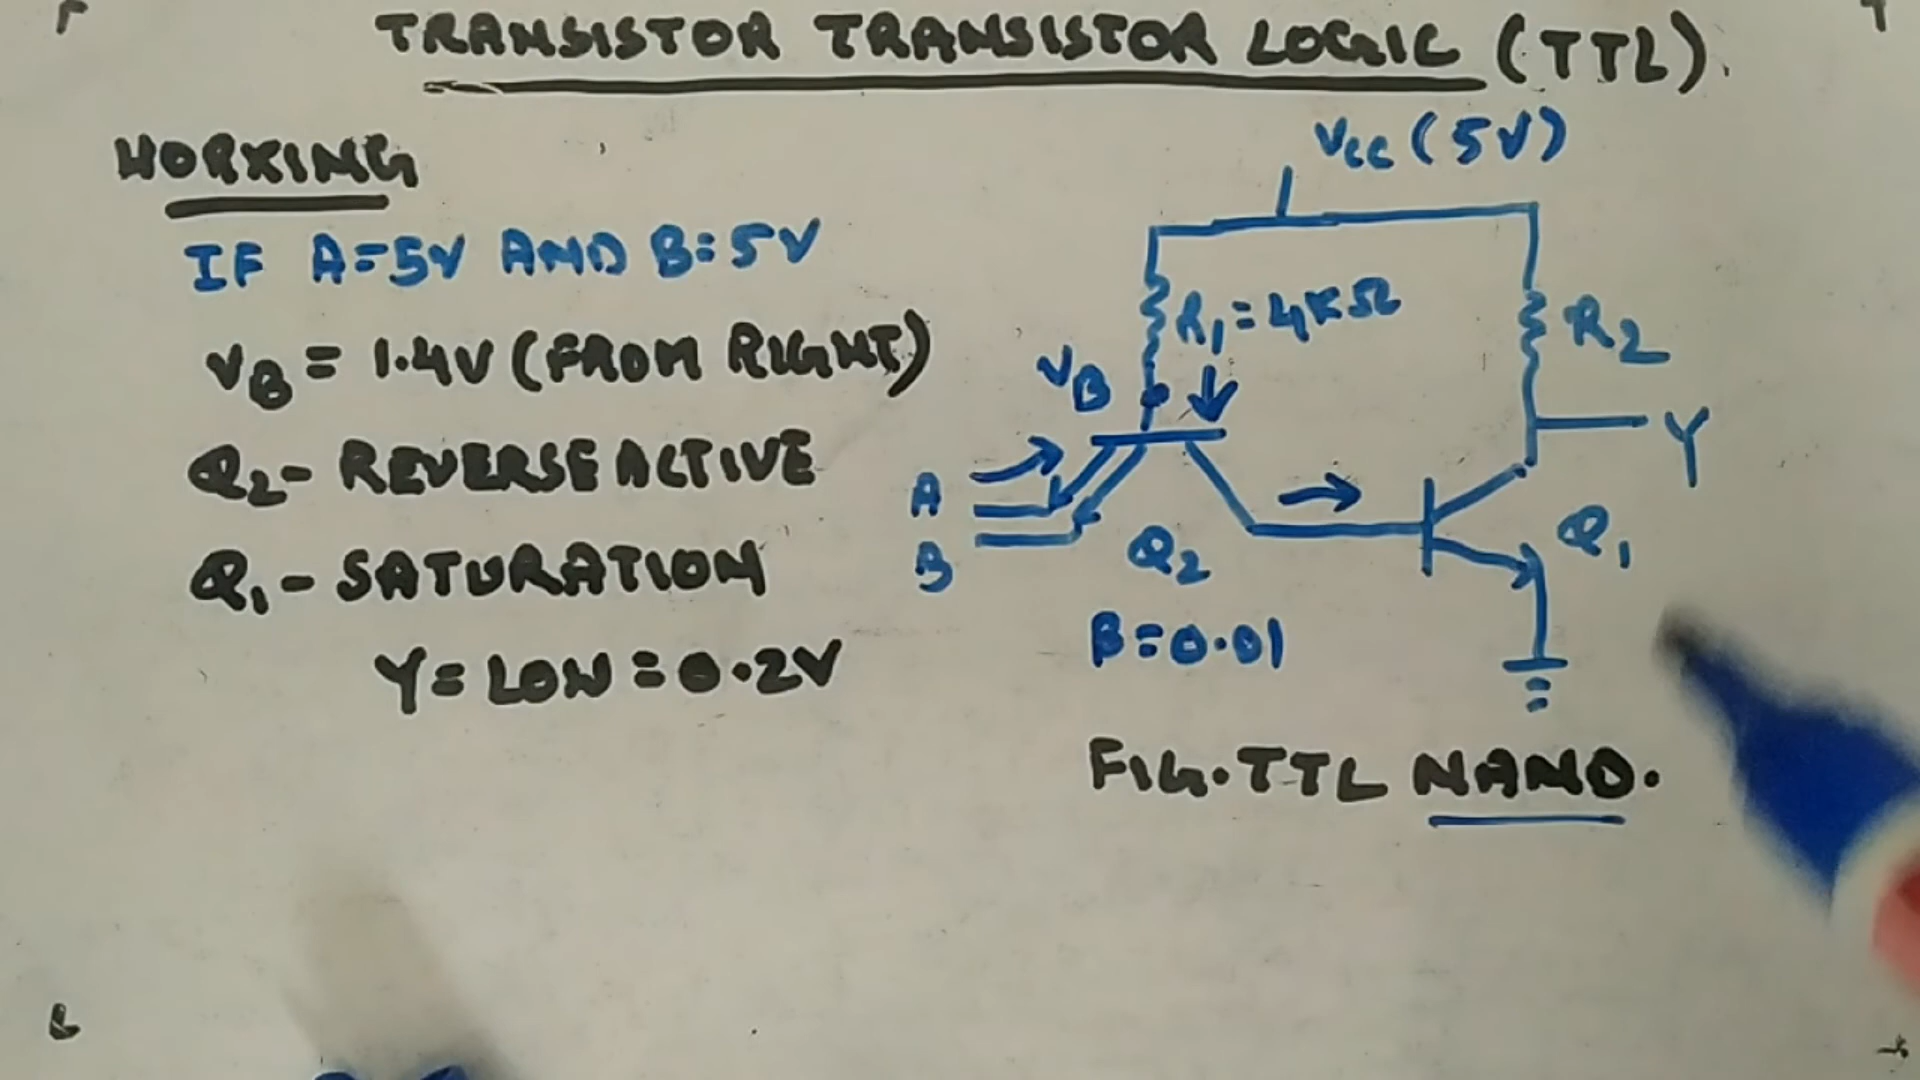 TRANSISTOR TRANSISTOR LOGIC (TTL).
WORKING
IF A=5V AND B=5V
VB = 1.4V (FROM RIGHT)
Q2 - REVERSE ACTIVE
Q1 - SATURATION
Y = LOW = 0.2V
VCC (5V)
R1 = 4KΩ
R2
VB
Y
A
B
Q2
Q1
β=0.01
FIG. TTL NAND.